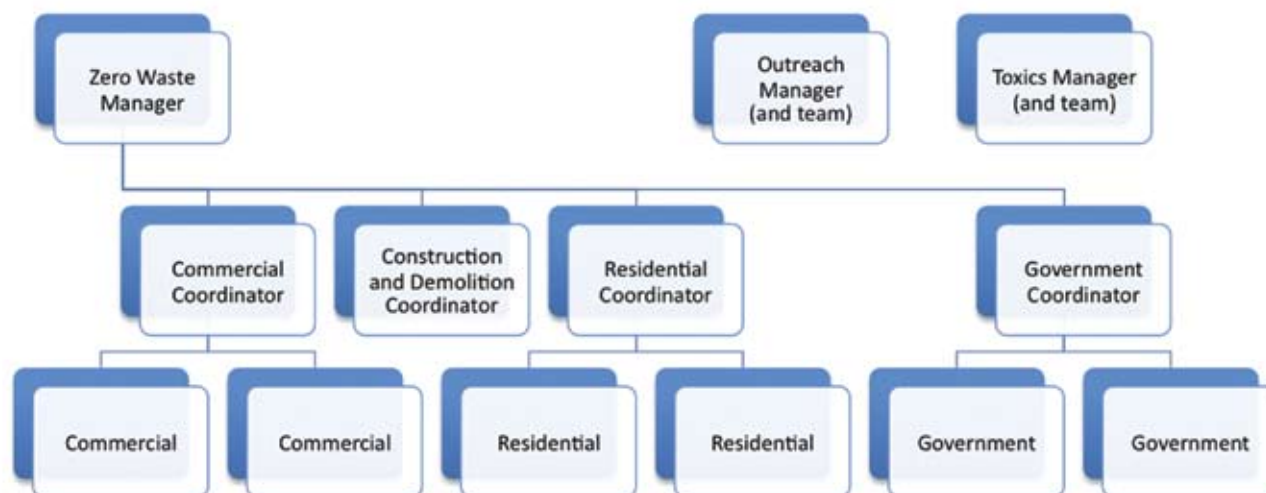 Zero Waste
Manager
Outreach
Manager
(and team)
Toxics Manager
(and team)
Commercial
Coordinator
Construction
and Demolition
Coordinator
Residential
Coordinator
Government
Coordinator
Commercial
Commercial
Residential
Residential
Government
Government